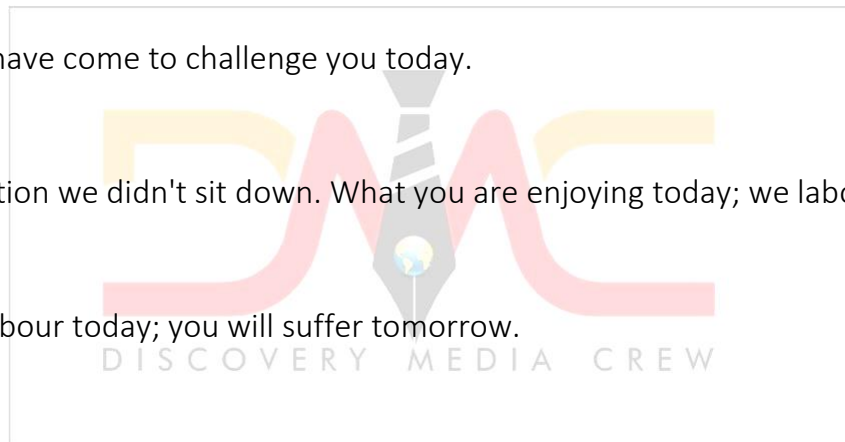 have come to challenge you today.
tion we didn't sit down. What you are enjoying today; we labo
bour today; you will suffer tomorrow.
DISCOVERY MEDIA CREW